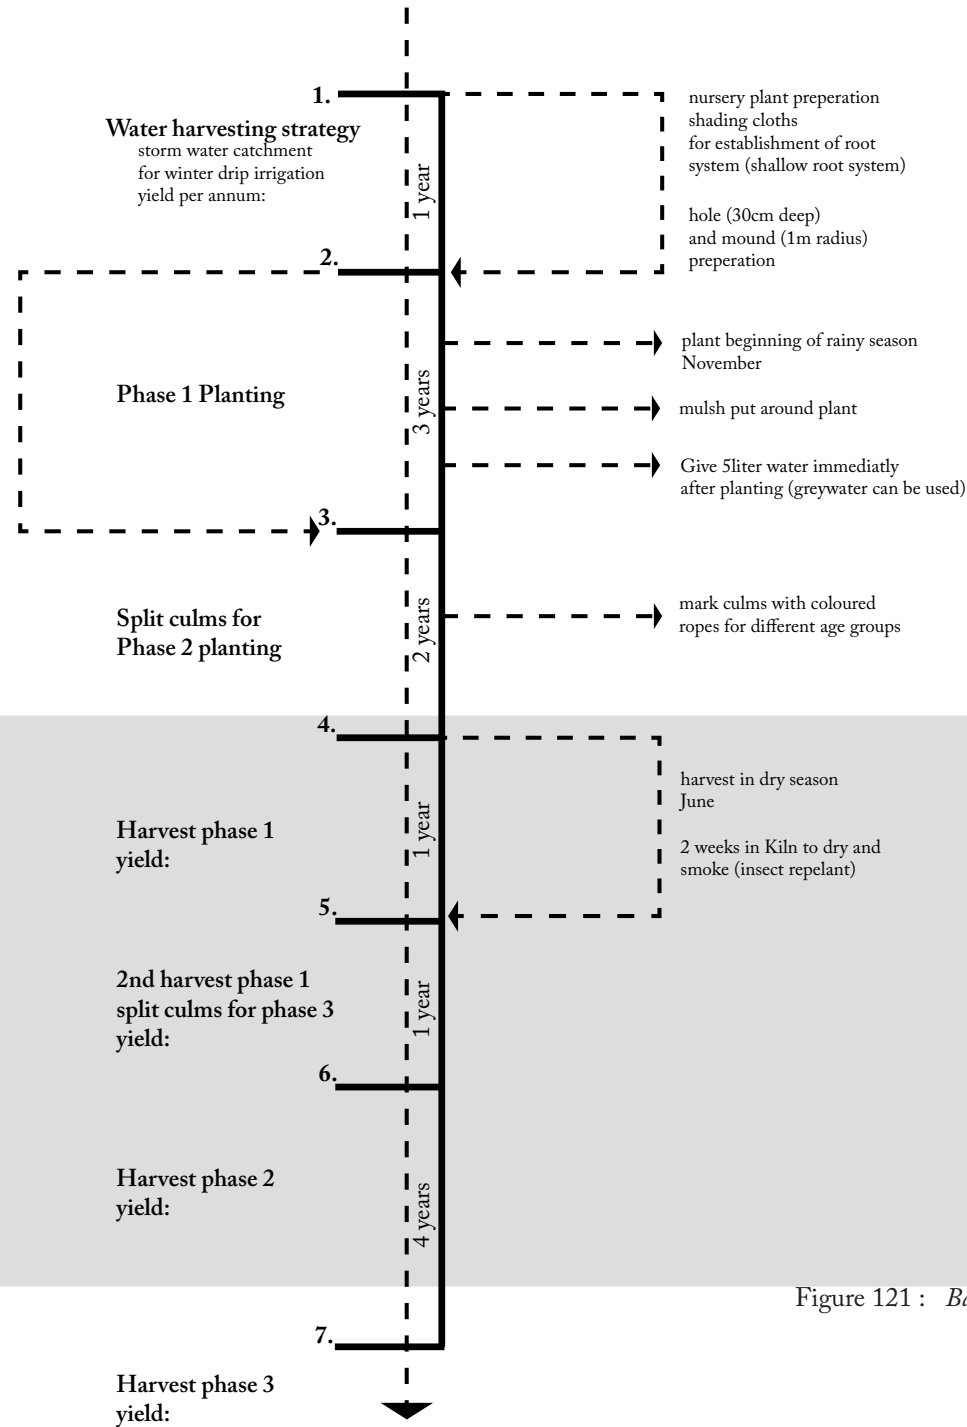 1.
Water harvesting strategy
storm water catchment
for winter drip irrigation
yield per annum:
1 year
nursery plant preperation
shading cloths
for establishment of root
system (shallow root system)
hole (30cm deep)
and mound (1m radius)
preperation
2.
Phase 1 Planting
3 years
plant beginning of rainy season
November
mulsh put around plant
Give 5liter water immediatly
after planting (greywater can be used)
3.
Split culms for
Phase 2 planting
2 years
mark culms with coloured
ropes for different age groups
4.
Harvest phase 1
yield:
1 year
harvest in dry season
June
2 weeks in Kiln to dry and
smoke (insect repelant)
5.
2nd harvest phase 1
split culms for phase 3
yield:
1 year
6.
Harvest phase 2
yield:
4 years
Figure 121 :
7.
Harvest phase 3
yield: